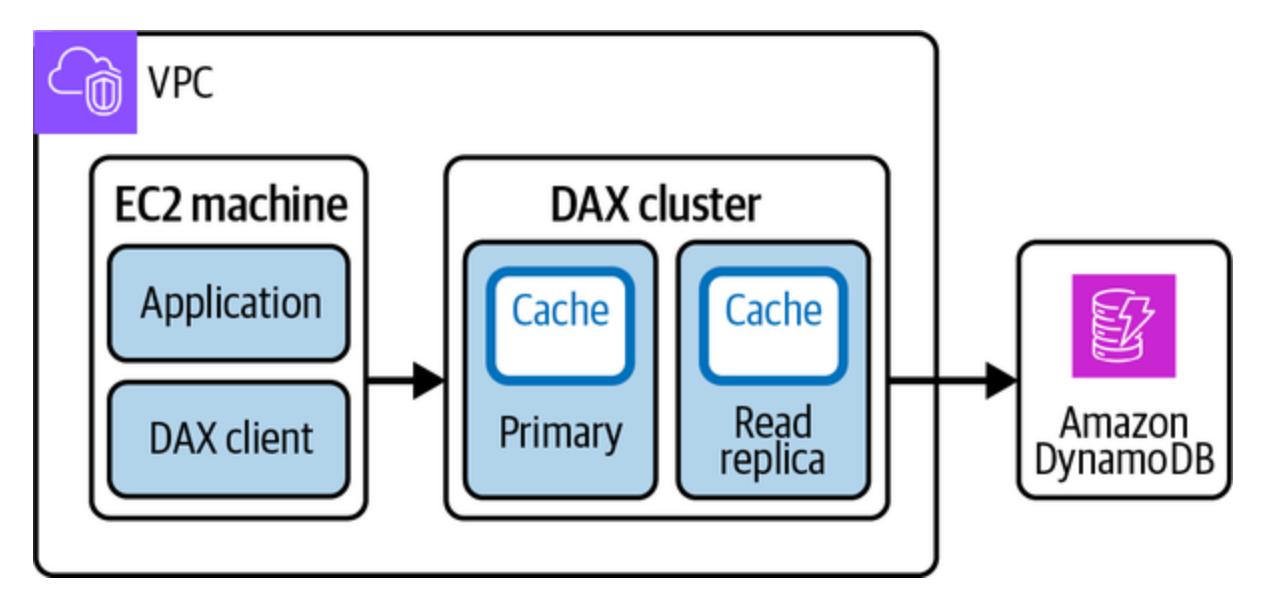 VPC
EC2 machine
Application
DAX client
DAX cluster
Cache
Primary
Cache
Read
replica
Amazon
DynamoDB